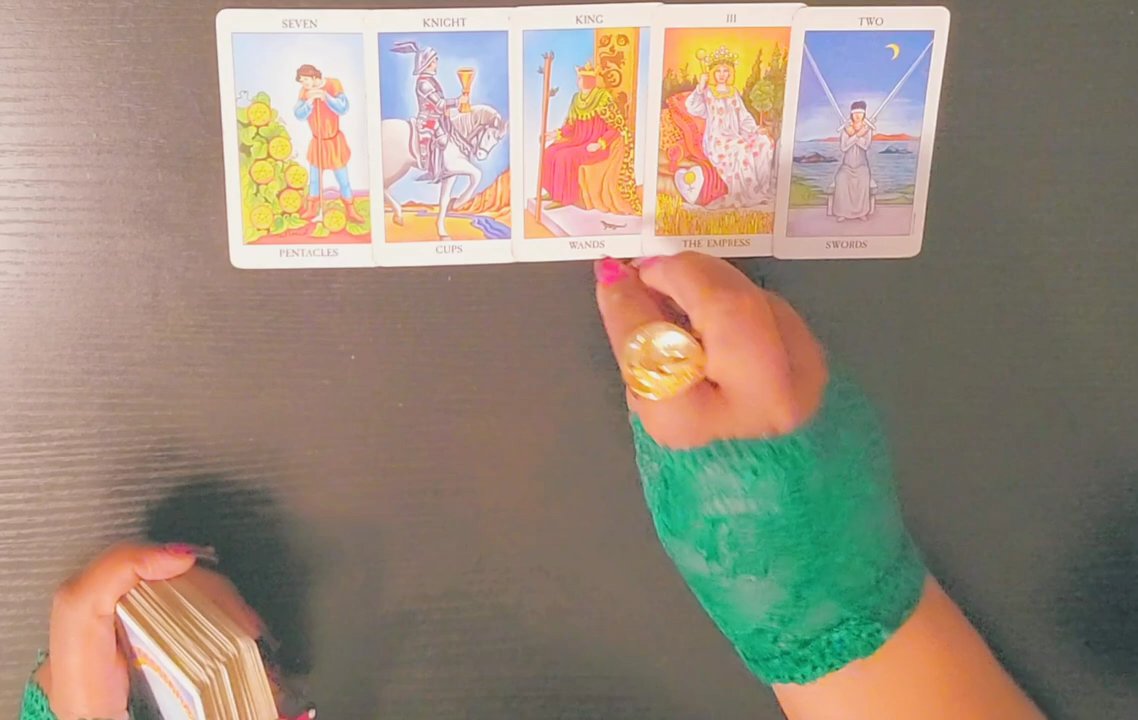 SEVEN
PENTACLES
KNIGHT
CUPS
KING
WANDS
III
THE EMPRESS
TWO
SWORDS